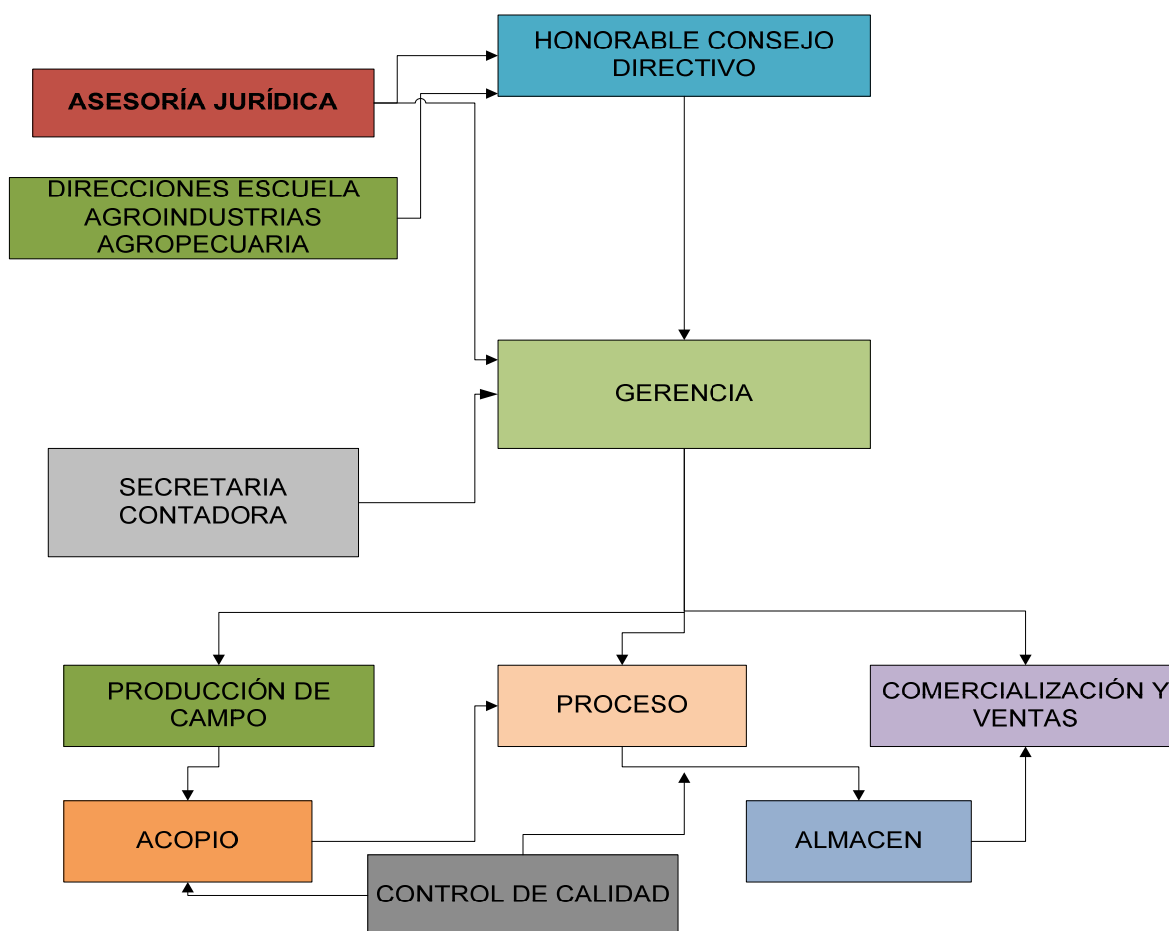 HONORABLE CONSEJO
DIRECTIVO
ASESORÍA JURÍDICA
DIRECCIONES ESCUELA
AGROINDUSTRIAS
AGROPECUARIA
GERENCIA
SECRETARIA
CONTADORA
PRODUCCIÓN DE
CAMPO
PROCESO
COMERCIALIZACIÓN Y
VENTAS
ACOPIO
ALMACEN
CONTROL DE CALIDAD